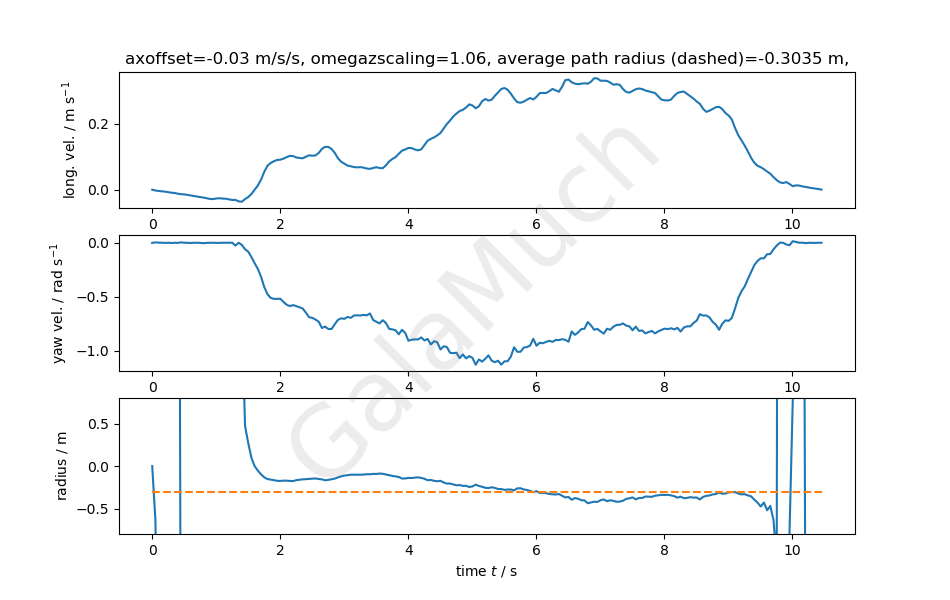 axoffset=-0.03 m/s/s, omegazscaling=1.06, average path radius (dashed)=-0.3035 m,
long. vel. / m s⁻¹
0.2
0.0
0 2 4 6 8 10
yaw vel. / rad s⁻¹
0.0
−0.5
−1.0
0 2 4 6 8 10
radius / m
0.5
0.0
−0.5
0 2 4 6 8 10
time t / s
GalaMuch